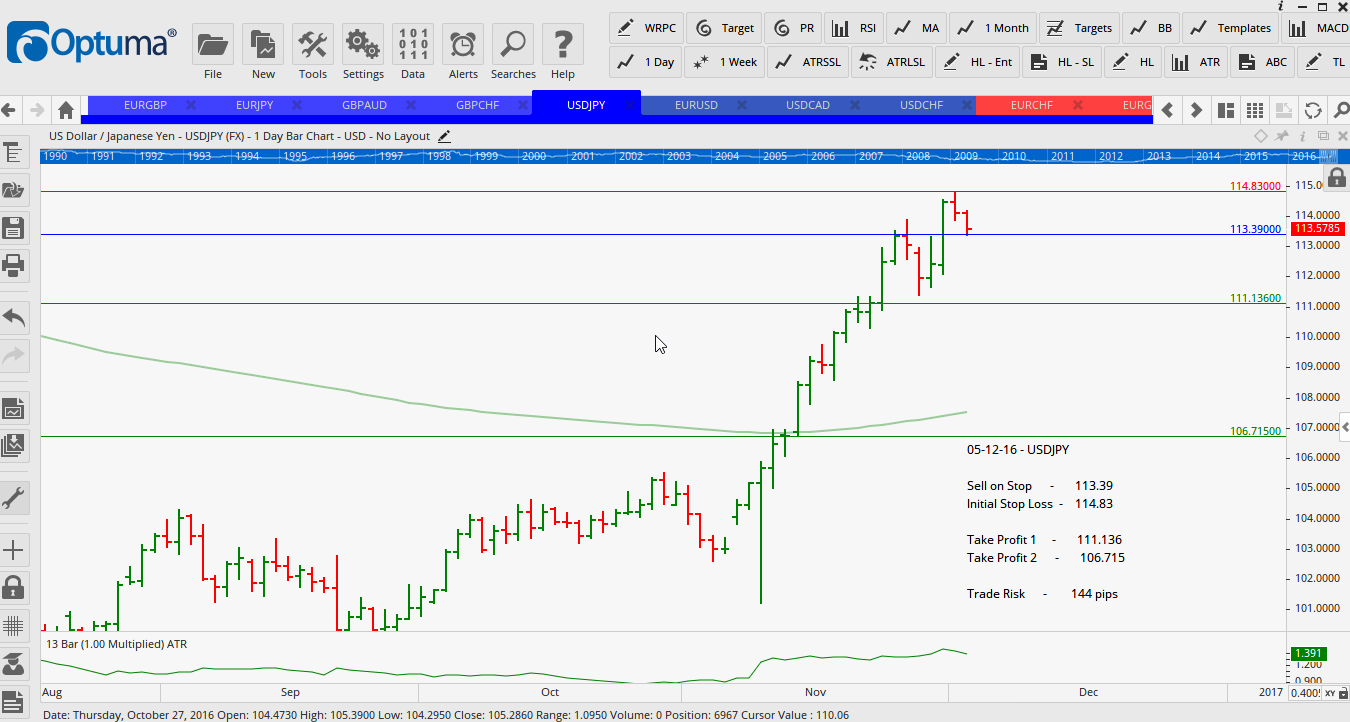 Optuma®
File New Tools Settings Data Alerts Searches Help
WRPC Target PR RSI MA 1 Month Targets BB Templates MACD
1 Day 1 Week ATRSSL ATRLSL HL - Ent HL - SL HL ATR ABC TL
EURGBP EURJPY GBPAUD GBPCHF USDJPY EURUSD USDCAD USDCHF EURCHF EURG
US Dollar / Japanese Yen - USDJPY (FX) - 1 Day Bar Chart - USD - No Layout
1990 1991 1992 1993 1994 1995 1996 1997 1998 1999 2000 2001 2002 2003 2004 2005 2006 2007 2008 2009 2010 2011 2012 2013 2014 2015 2016
114.83000
115.0
114.0000
113.39000
113.5785
113.0000
112.0000
111.13600
111.0000
110.0000
109.0000
108.0000
106.71500
107.0000
05-12-16 - USDJPY
106.0000
Sell on Stop - 113.39
105.0000
Initial Stop Loss - 114.83
104.0000
Take Profit 1 - 111.136
103.0000
Take Profit 2 - 106.715
102.0000
Trade Risk - 144 pips
101.0000
13 Bar (1.00 Multiplied) ATR
1.391
1.200
0.900
Aug Sep Oct Nov Dec 2017
0.400 XY
Date: Thursday, October 27, 2016 Open: 104.4730 High: 105.3900 Low: 104.2950 Close: 105.2860 Range: 1.0950 Volume: 0 Position: 6967 Cursor Value : 110.06